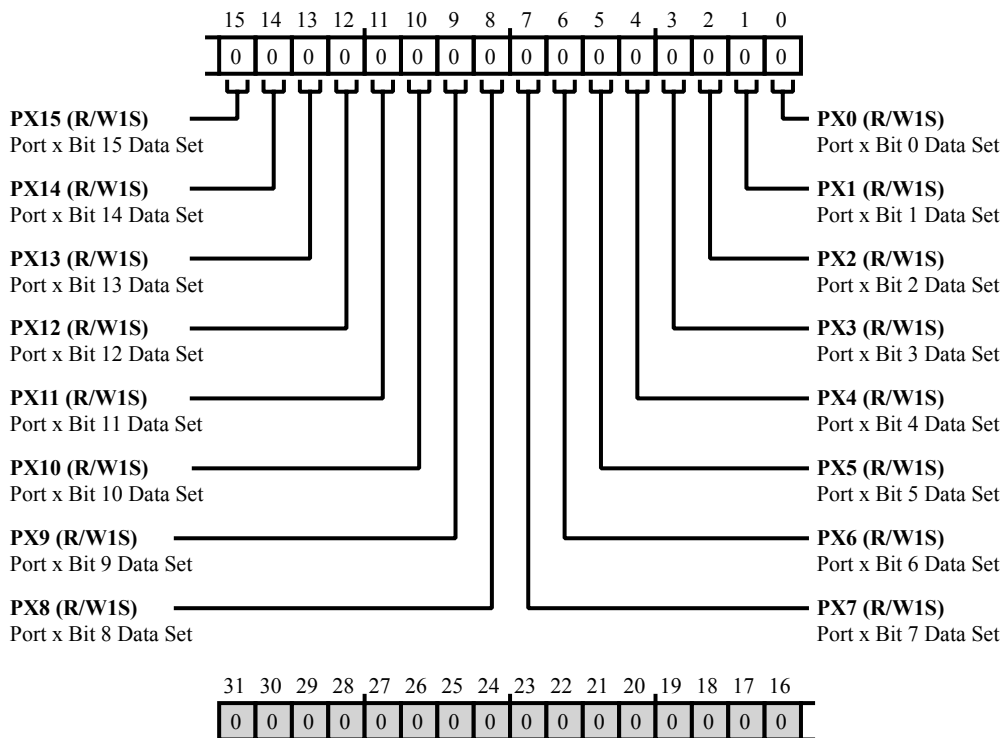 15 14 13 12 11 10 9 8 7 6 5 4 3 2 1 0
0 0 0 0 0 0 0 0 0 0 0 0 0 0 0 0
PX15 (R/W1S)
Port x Bit 15 Data Set
PX14 (R/W1S)
Port x Bit 14 Data Set
PX13 (R/W1S)
Port x Bit 13 Data Set
PX12 (R/W1S)
Port x Bit 12 Data Set
PX11 (R/W1S)
Port x Bit 11 Data Set
PX10 (R/W1S)
Port x Bit 10 Data Set
PX9 (R/W1S)
Port x Bit 9 Data Set
PX8 (R/W1S)
Port x Bit 8 Data Set
PX0 (R/W1S)
Port x Bit 0 Data Set
PX1 (R/W1S)
Port x Bit 1 Data Set
PX2 (R/W1S)
Port x Bit 2 Data Set
PX3 (R/W1S)
Port x Bit 3 Data Set
PX4 (R/W1S)
Port x Bit 4 Data Set
PX5 (R/W1S)
Port x Bit 5 Data Set
PX6 (R/W1S)
Port x Bit 6 Data Set
PX7 (R/W1S)
Port x Bit 7 Data Set
31 30 29 28 27 26 25 24 23 22 21 20 19 18 17 16
0 0 0 0 0 0 0 0 0 0 0 0 0 0 0 0